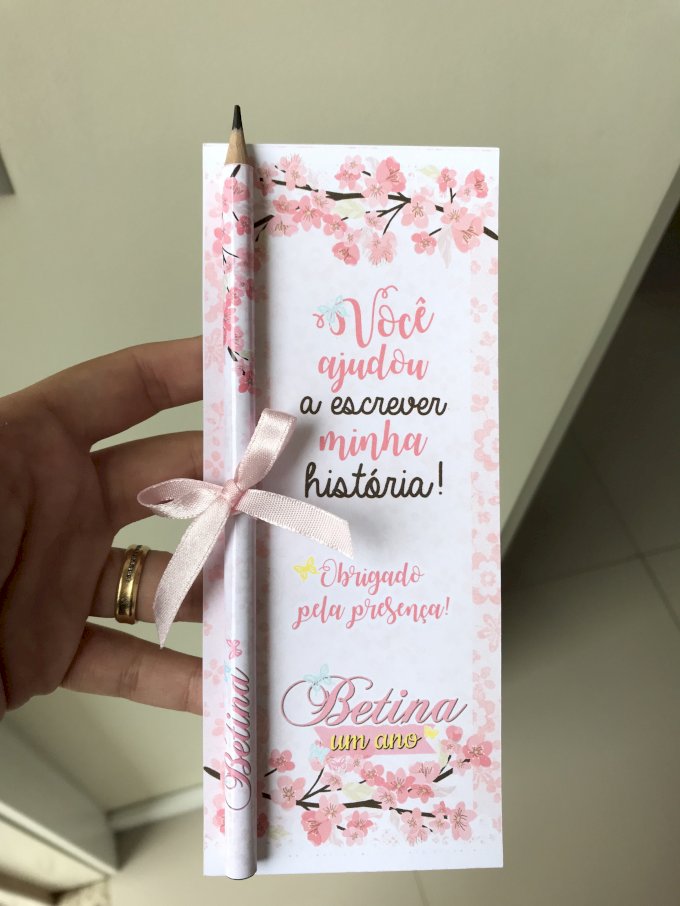 Você
ajudou
a escrever
minha
história!
Obrigado
pela presença!
Betina
um ano
Betina